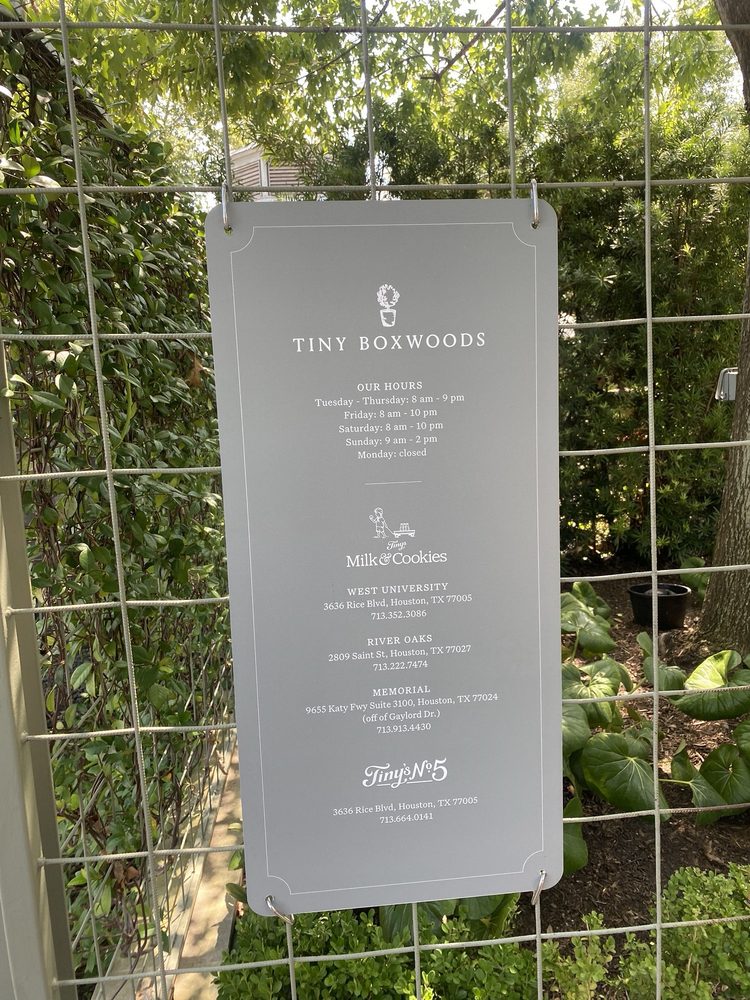 TINY BOXWOODS
OUR HOURS
Tuesday - Thursday: 8 am - 9 pm
Friday: 8 am - 10 pm
Saturday: 8 am - 10 pm
Sunday: 9 am - 2 pm
Monday: closed
Tiny's
Milk & Cookies
WEST UNIVERSITY
3636 Rice Blvd, Houston, TX 77005
713.352.3086
RIVER OAKS
2809 Saint St, Houston, TX 77027
713.222.7474
MEMORIAL
9655 Katy Fwy Suite 3100, Houston, TX 77024
(off of Gaylord Dr.)
713.913.4430
Tiny's No 5
3636 Rice Blvd, Houston, TX 77005
713.664.0141